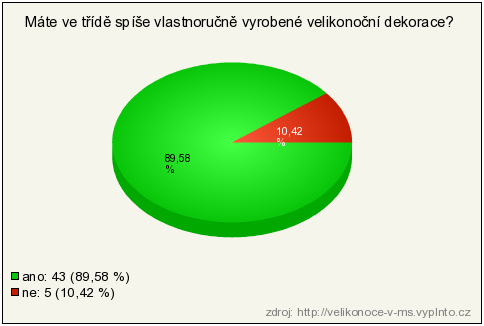 Máte ve třídě spíše vlastnoručně vyrobené velikonoční dekorace?
10,42
%
89,58
%
ano: 43 (89,58 %)
ne: 5 (10,42 %)
zdroj: http://velikonoce-v-ms.vyplnto.cz